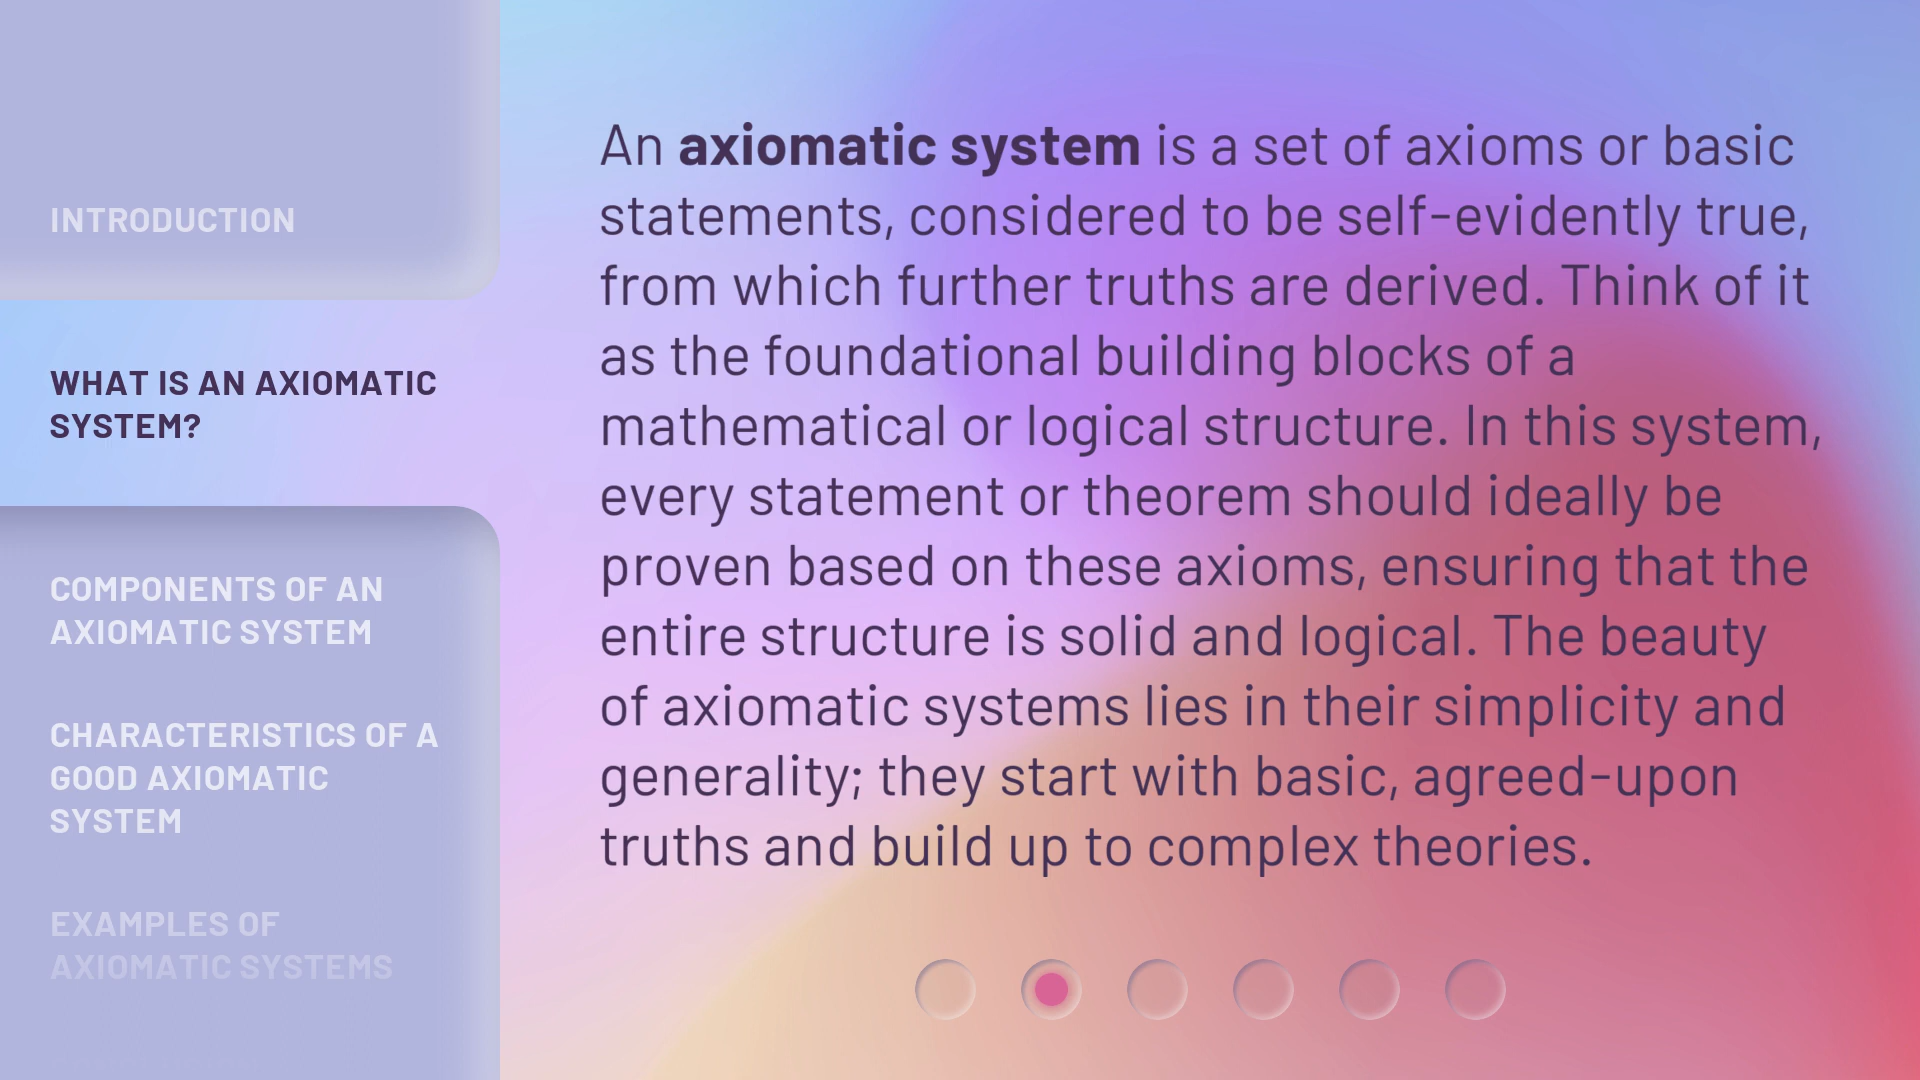 INTRODUCTION
WHAT IS AN AXIOMATIC
SYSTEM?
COMPONENTS OF AN
AXIOMATIC SYSTEM
CHARACTERISTICS OF A
GOOD AXIOMATIC
SYSTEM
EXAMPLES OF
AXIOMATIC SYSTEMS
CONCLUSION
An axiomatic system is a set of axioms or basic
statements, considered to be self-evidently true,
from which further truths are derived. Think of it
as the foundational building blocks of a
mathematical or logical structure. In this system,
every statement or theorem should ideally be
proven based on these axioms, ensuring that the
entire structure is solid and logical. The beauty
of axiomatic systems lies in their simplicity and
generality; they start with basic, agreed-upon
truths and build up to complex theories.